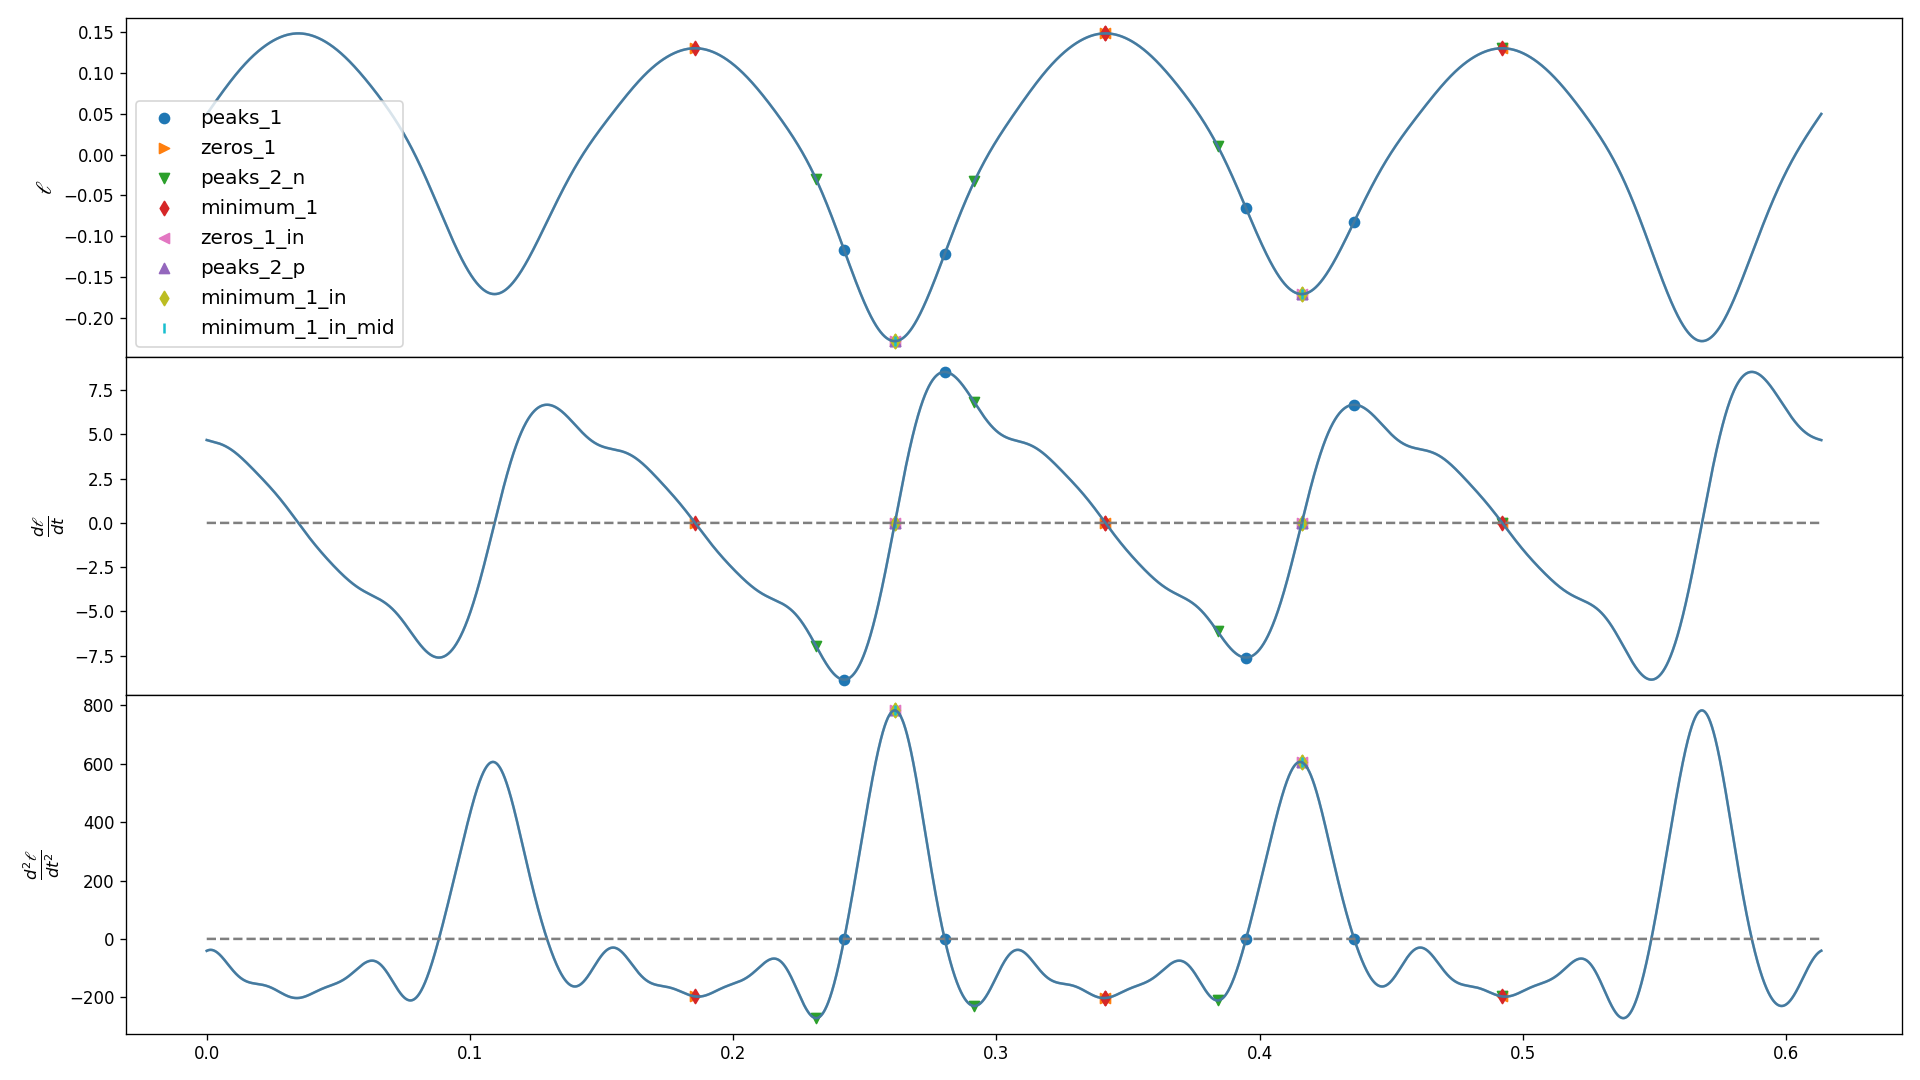 0.15
0.10
0.05
0.00
−0.05
−0.10
−0.15
−0.20
ℓ
peaks_1
zeros_1
peaks_2_n
minimum_1
zeros_1_in
peaks_2_p
minimum_1_in
minimum_1_in_mid
7.5
5.0
2.5
0.0
−2.5
−5.0
−7.5
dℓ
dt
800
600
400
200
0
−200
d²ℓ
dt²
0.0 0.1 0.2 0.3 0.4 0.5 0.6